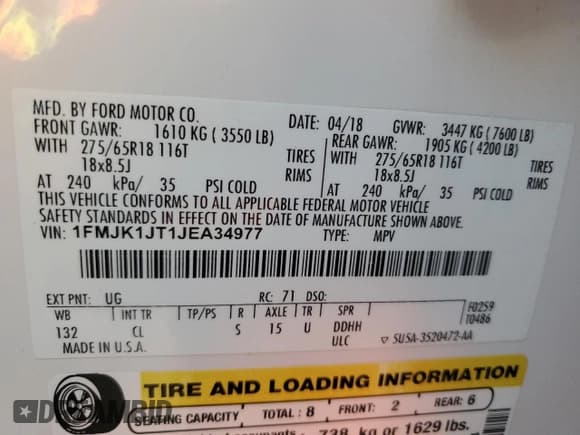 MFD. BY FORD MOTOR CO.
DATE: 04/18 GVWR: 3447 KG ( 7600 LB)
FRONT GAWR: 1610 KG ( 3550 LB) REAR GAWR: 1905 KG ( 4200 LB)
WITH 275/65R18 116T TIRES 275/65R18 116T TIRES
18x8.5J RIMS 18x8.5J RIMS
AT 240 kPa/ 35 PSI COLD AT 240 kPa/ 35 PSI COLD
THIS VEHICLE CONFORMS TO ALL APPLICABLE FEDERAL MOTOR VEHICLE
SAFETY STANDARDS IN EFFECT ON THE DATE OF MANUFACTURE SHOWN ABOVE.
VIN: 1FMJK1JT1JEA34977 TYPE: MPV
EXT PNT: UG RC: 71 DSO: F0259
WB INT TR TP/PS R AXLE TR SPR T0486
132 CL S 15 U DDHH
MADE IN U.S.A. ULC ▽ 5U5A-3520472-AA
TIRE AND LOADING INFORMATION
SEATING CAPACITY TOTAL : 8 FRONT: 2 REAR: 6
738 kg or 1629 lbs.